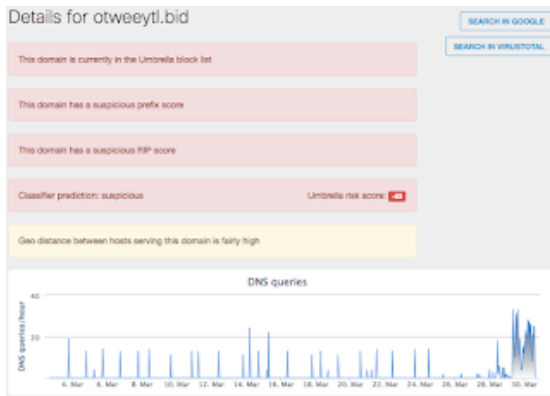 Details for otweeytl.bid
SEARCH IN GOOGLE
SEARCH IN VIRUSTOTAL
This domain is currently in the Umbrella block list
This domain has a suspicious prefix score
This domain has a suspicious RIP score
Classifier prediction: suspicious
Umbrella risk score:
Geo distance between hosts serving this domain is fairly high
DNS queries
DNS queries/hour
40
20
4. Mar 6. Mar 8. Mar 10. Mar 12. Mar 14. Mar 16. Mar 18. Mar 20. Mar 22. Mar 24. Mar 26. Mar 28. Mar 30. Mar